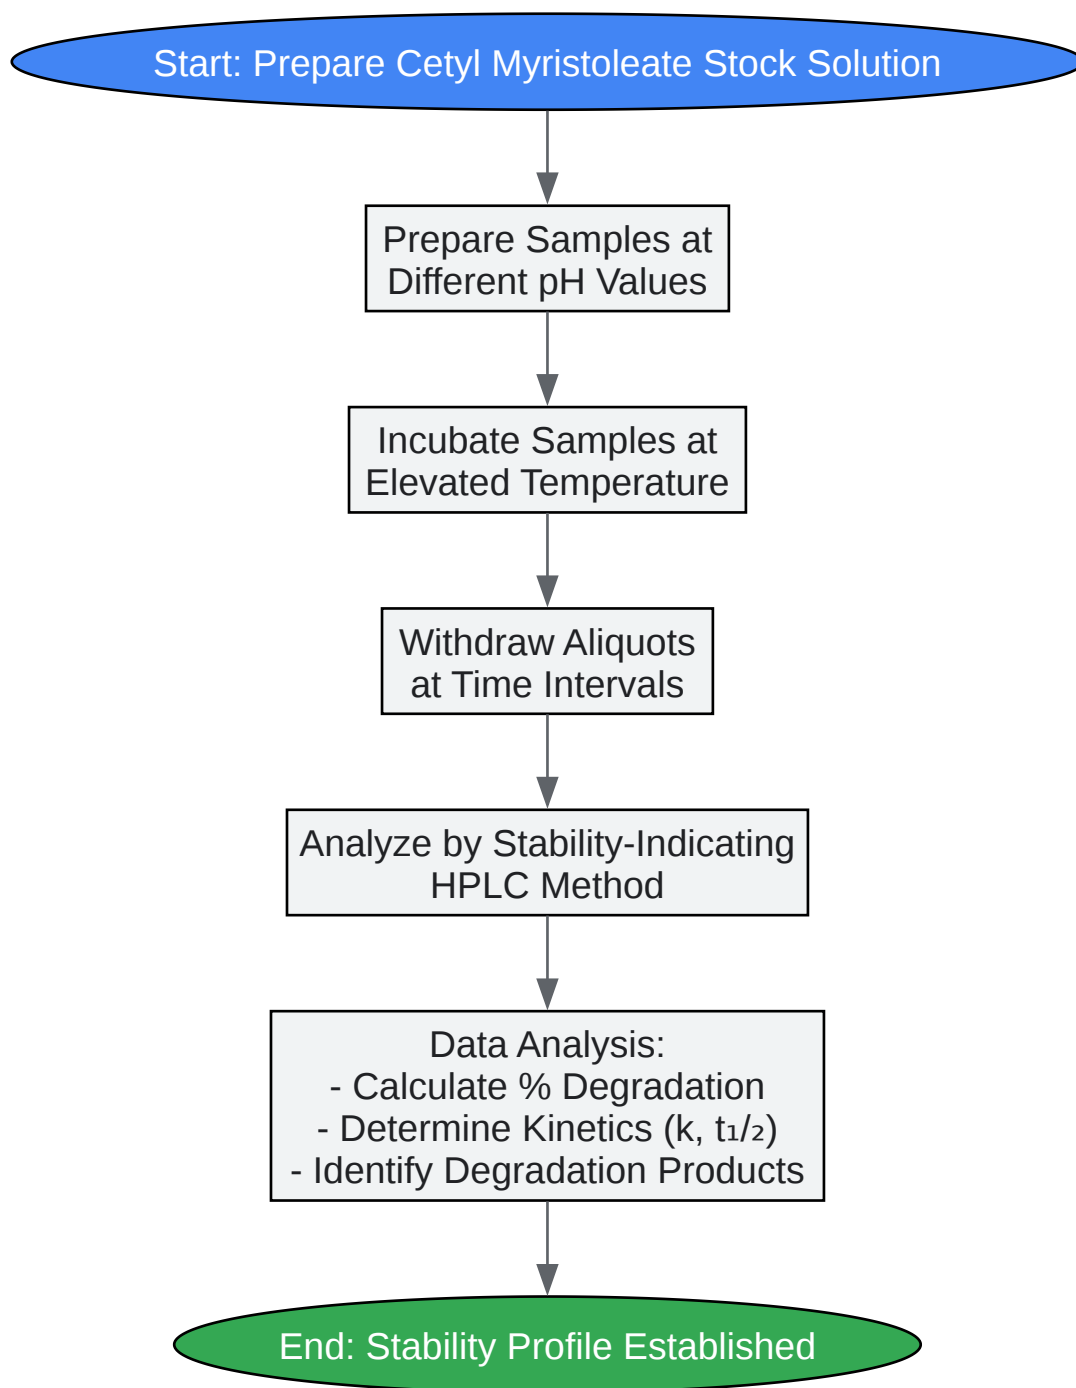 Start: Prepare Cetyl Myristoleate Stock Solution
Prepare Samples at
Different pH Values
Incubate Samples at
Elevated Temperature
Withdraw Aliquots
at Time Intervals
Analyze by Stability-Indicating
HPLC Method
Data Analysis:
- Calculate % Degradation
- Determine Kinetics (k, t₁/₂)
- Identify Degradation Products
End: Stability Profile Established